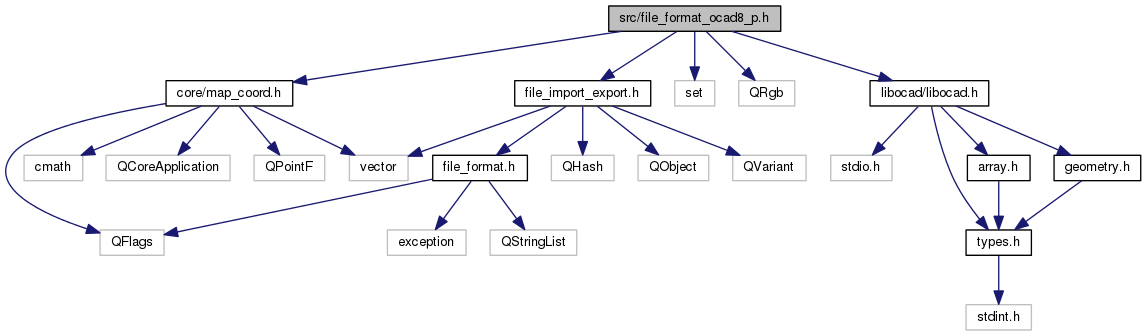 src/file_format_ocad8_p.h
core/map_coord.h
file_import_export.h
set
QRgb
libocad/libocad.h
cmath
QCoreApplication
QPointF
vector
file_format.h
QHash
QObject
QVariant
stdio.h
array.h
geometry.h
QFlags
exception
QStringList
types.h
stdint.h